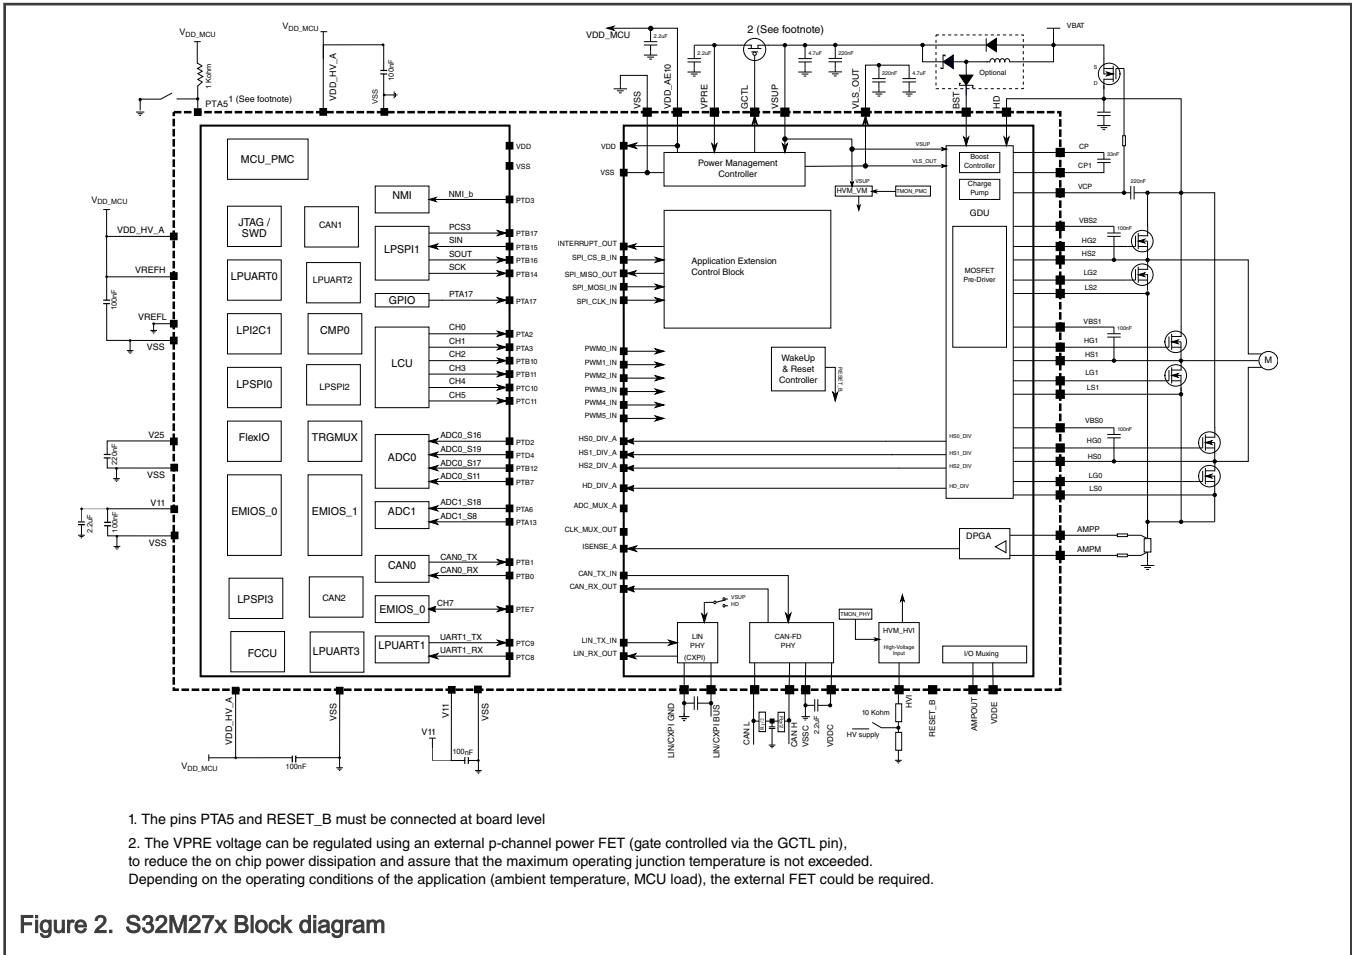 VDD_MCU
1 Kohm
PTA5
1 (See footnote)
VDD_MCU
VDD_HV_A
100nF
VSS
VDD_MCU
2.2uF
VSS
VDD_AE10
2.2uF
VPRE
2 (See footnote)
GCTL
VSUP
4.7uF
220nF
VLS_OUT
220nF
4.7uF
Optional
BST
HD
VBAT
S
D
MCU_PMC
NMI
NMI_b
JTAG / SWD
CAN1
LPSPI1
PCS3
SIN
SOUT
SCK
LPUART0
LPUART2
GPIO
PTA17
LPI2C1
CMP0
LCU
CH0
CH1
CH2
CH3
CH4
CH5
LPSPI0
LPSPI2
FlexIO
TRGMUX
ADC0
ADC0_S16
ADC0_S19
ADC0_S17
ADC0_S11
EMIOS_0
EMIOS_1
ADC1
ADC1_S18
ADC1_S8
CAN0
CAN0_TX
CAN0_RX
LPSPI3
CAN2
EMIOS_0
CH7
FCCU
LPUART3
LPUART1
UART1_TX
UART1_RX
VDD
VSS
PTD3
PTB17
PTB15
PTB16
PTB14
PTA17
PTA2
PTA3
PTB10
PTB11
PTC10
PTC11
PTD2
PTD4
PTB12
PTB7
PTA6
PTA13
PTB1
PTB0
PTE7
PTC9
PTC8
VDD_MCU
VDD_HV_A
VREFH
100nF
VREFL
VSS
V25
220nF
VSS
V11
2.2uF
100nF
VSS
VDD
VSS
INTERRUPT_OUT
SPI_CS_B_IN
SPI_MISO_OUT
SPI_MOSI_IN
SPI_CLK_IN
PWM0_IN
PWM1_IN
PWM2_IN
PWM3_IN
PWM4_IN
PWM5_IN
HS0_DIV_A
HS1_DIV_A
HS2_DIV_A
HD_DIV_A
ADC_MUX_A
CLK_MUX_OUT
ISENSE_A
CAN_TX_IN
CAN_RX_OUT
LIN_TX_IN
LIN_RX_OUT
Power Management
Controller
VSUP
VLS_OUT
VSUP
HVM_VM
TMON_PMC
Application Extension
Control Block
WakeUp
& Reset
Controller
RESET_B
Boost
Controller
Charge
Pump
GDU
MOSFET
Pre-Driver
HS0_DIV
HS1_DIV
HS2_DIV
HD_DIV
DPGA
VSUP
HD
LIN
PHY
(CXPI)
CAN-FD
PHY
TMON_PHY
HVM_HVI
High-Voltage
Input
I/O Muxing
CP
33nF
CP1
VCP
220nF
VBS2
100nF
HG2
HS2
LG2
LS2
VBS1
100nF
HG1
HS1
LG1
LS1
M
VBS0
100nF
HG0
HS0
LG0
LS0
AMPP
AMPM
VDD_HV_A
VSS
VDD_MCU
100nF
V11
VSS
V11
100nF
LIN/CXPI GND
LIN/CXPI BUS
CAN L
CAN H
VSSC
2.2uF
VDDC
HVI
10 Kohm
HV supply
RESET_B
AMPOUT
VDDE
1. The pins PTA5 and RESET_B must be connected at board level
2. The VPRE voltage can be regulated using an external p-channel power FET (gate controlled via the GCTL pin),
to reduce the on chip power dissipation and assure that the maximum operating junction temperature is not exceeded.
Depending on the operating conditions of the application (ambient temperature, MCU load), the external FET could be required.
Figure 2. S32M27x Block diagram